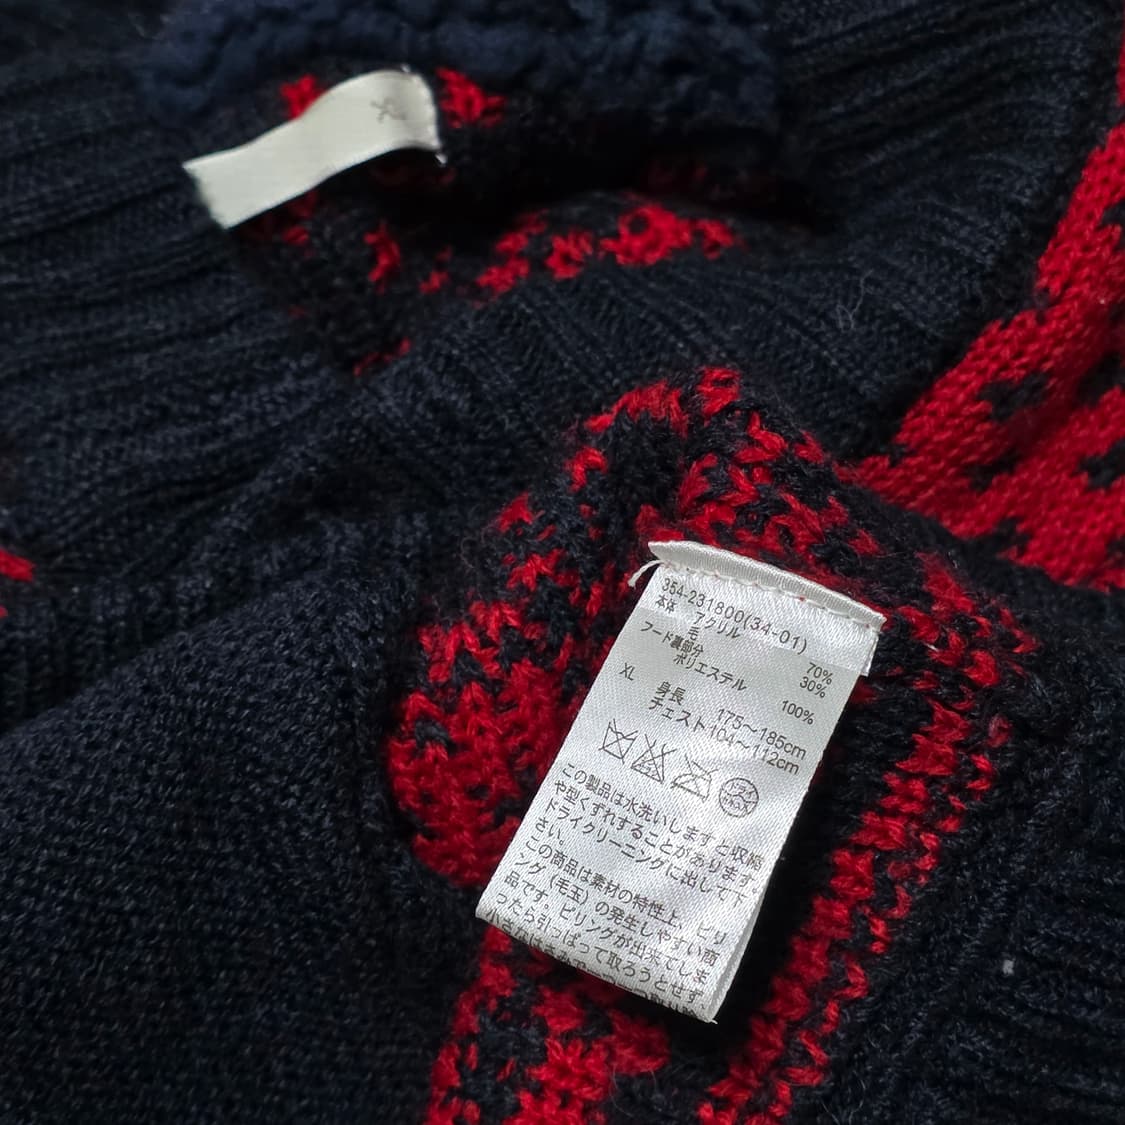 XL
354-231800(34-01)
本体 アクリル 70%
毛 30%
フード裏部分
ポリエステル 100%
XL 身長 175〜185cm
チェスト 104〜112cm
この製品は水洗いしますと収縮
や型くずれすることがあります。
ドライクリーニングに出して下
さい。
この商品は素材の特性上、ピリ
ング(毛玉)の発生しやすい商
品です。ピリングが出来てしま
ったら引っぱって取ろうとせず